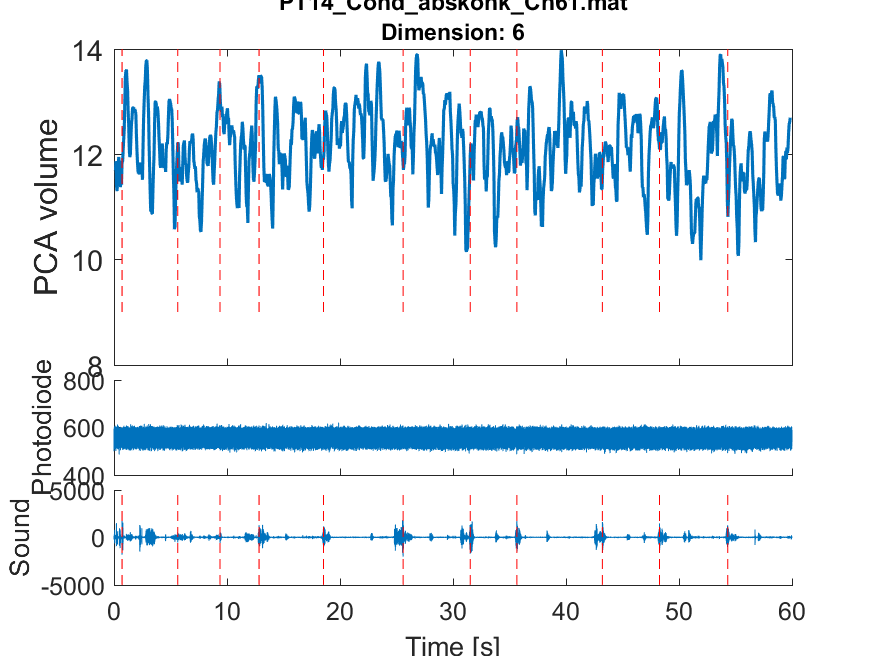 PT14_Cond_abskonk_Ch61.mat
Dimension: 6
14
12
10
8
PCA volume
800
600
400
Photodiode
5000
0
-5000
Sound
0 10 20 30 40 50 60
Time [s]